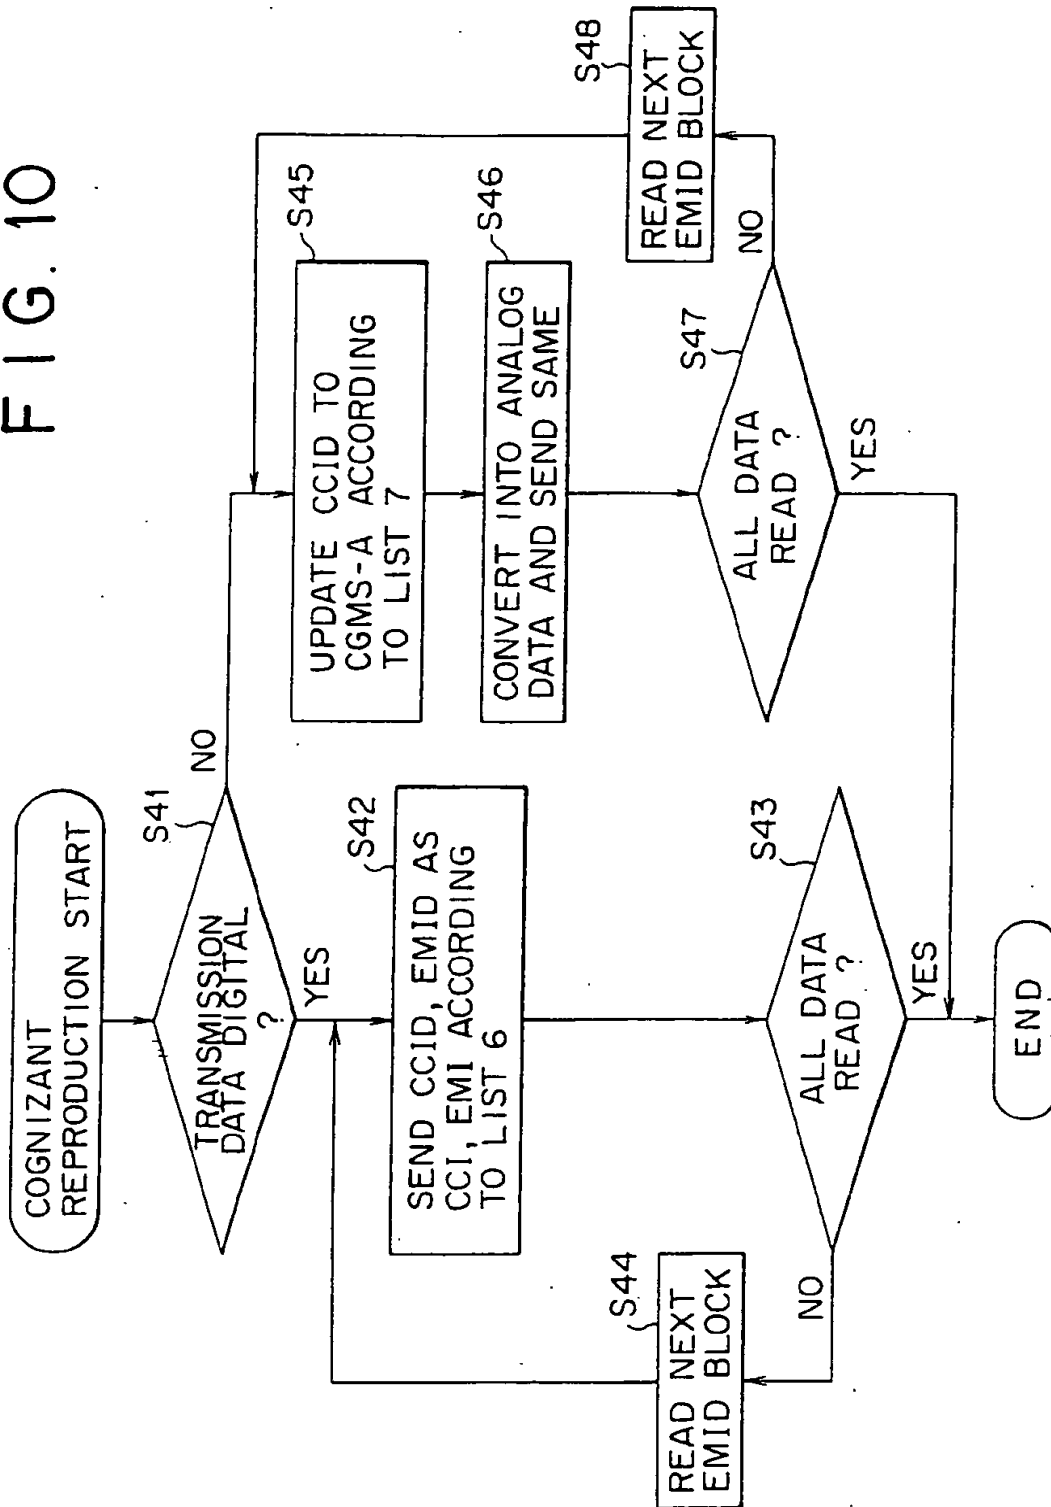 FIG. 10
COGNIZANT
REPRODUCTION START
S41
TRANSMISSION
DATA DIGITAL
?
NO
YES
S42
SEND CCID, EMID AS
CCI, EMI ACCORDING
TO LIST 6
S43
ALL DATA
READ ?
NO
YES
S44
READ NEXT
EMID BLOCK
S45
UPDATE CCID TO
CGMS-A ACCORDING
TO LIST 7
S46
CONVERT INTO ANALOG
DATA AND SEND SAME
S47
ALL DATA
READ ?
NO
YES
S48
READ NEXT
EMID BLOCK
END